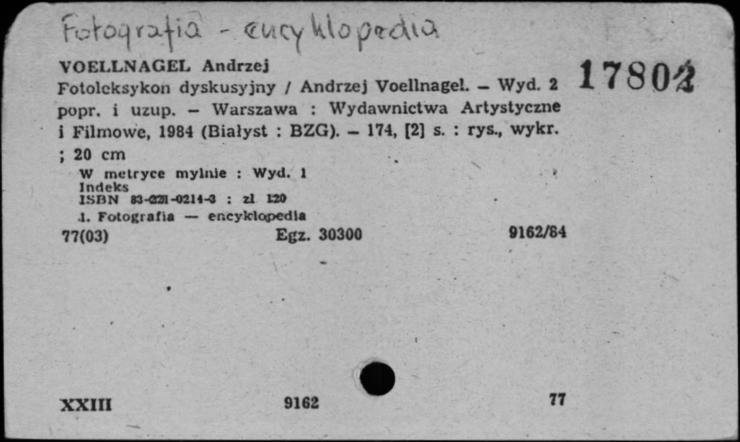 Fotografia - encyklopedia
17802
VOELLNAGEL Andrzej
Fotoleksykon dyskusyjny / Andrzej Voellnagel. — Wyd. 2
popr. i uzup. — Warszawa : Wydawnictwa Artystyczne
i Filmowe, 1984 (Białyst : BZG). — 174, [2] s. : rys., wykr.
; 20 cm
W metryce mylnie : Wyd. 1
Indeks
ISBN 83-221-0214-3 : zł 120
1. Fotografia — encyklopedia
77(03) Egz. 30300 9162/84
XXIII 9162 77